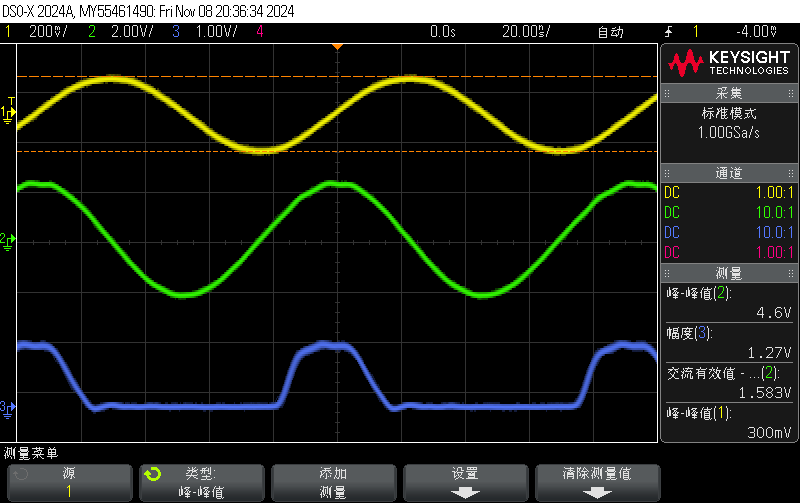 DSO-X 2024A, MY55461490: Fri Nov 08 20:36:34 2024
1 200㎷/ 2 2.00V/ 3 1.00V/ 4 0.0s 20.00㎲/ 自动 1 -4.00㎷
KEYSIGHT
TECHNOLOGIES
采集
标准模式
1.00GSa/s
通道
DC 1.00:1
DC 10.0:1
DC 10.0:1
DC 1.00:1
测量
峰-峰值(2):
4.6V
幅度(3):
1.27V
交流有效值 - ...(2):
1.583V
峰-峰值(1):
300mV
T
1
2
3
测量菜单
源
1
类型:
峰-峰值
添加
测量
设置
清除测量值